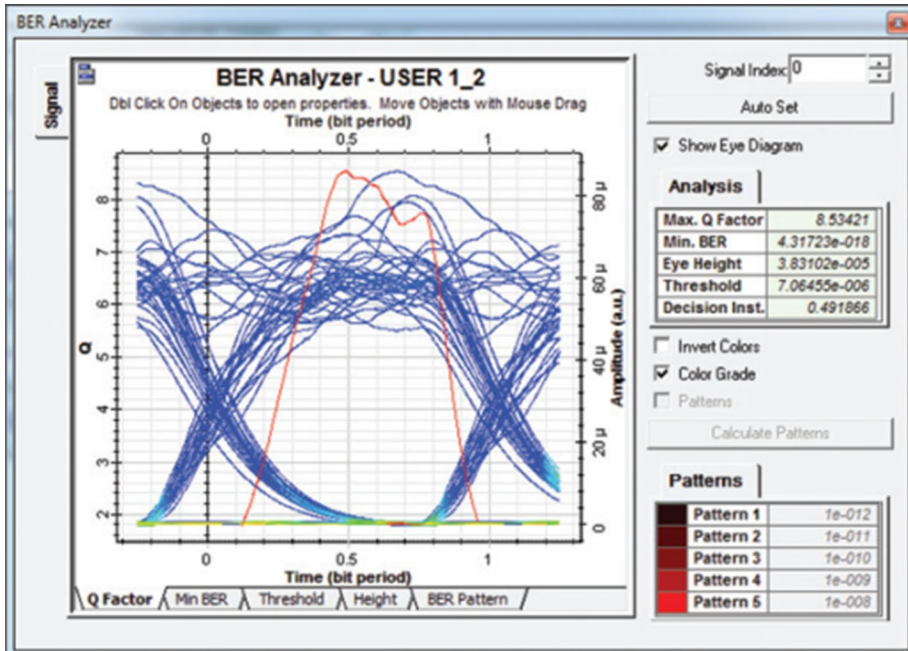 BER Analyzer
Signal
BER Analyzer - USER 1_2
Dbl Click On Objects to open properties. Move Objects with Mouse Drag
Time (bit period)
0 0.5 1
Q
8
7
6
5
4
3
2
Amplitude (a.u.)
80 µ
60 µ
40 µ
20 µ
0
0 0.5 1
Time (bit period)
Q Factor Min BER Threshold Height BER Pattern
Signal Index: 0
Auto Set
Show Eye Diagram
Analysis
Max. Q Factor 8.53421
Min. BER 4.31723e-018
Eye Height 3.83102e-005
Threshold 7.06455e-006
Decision Inst. 0.491866
Invert Colors
Color Grade
Patterns
Calculate Patterns
Patterns
Pattern 1 1e-012
Pattern 2 1e-011
Pattern 3 1e-010
Pattern 4 1e-009
Pattern 5 1e-008